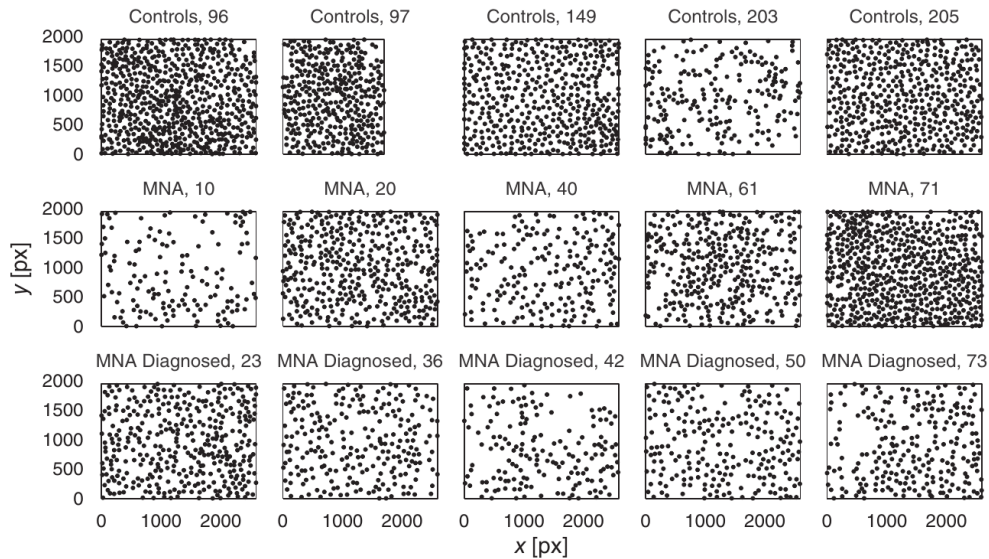 Controls, 96 Controls, 97 Controls, 149 Controls, 203 Controls, 205
2000
1500
1000
500
0
MNA, 10 MNA, 20 MNA, 40 MNA, 61 MNA, 71
2000
1500
1000
500
0
y [px]
MNA Diagnosed, 23 MNA Diagnosed, 36 MNA Diagnosed, 42 MNA Diagnosed, 50 MNA Diagnosed, 73
2000
1500
1000
500
0
0 1000 2000 0 1000 2000 0 1000 2000 0 1000 2000 0 1000 2000
x [px]